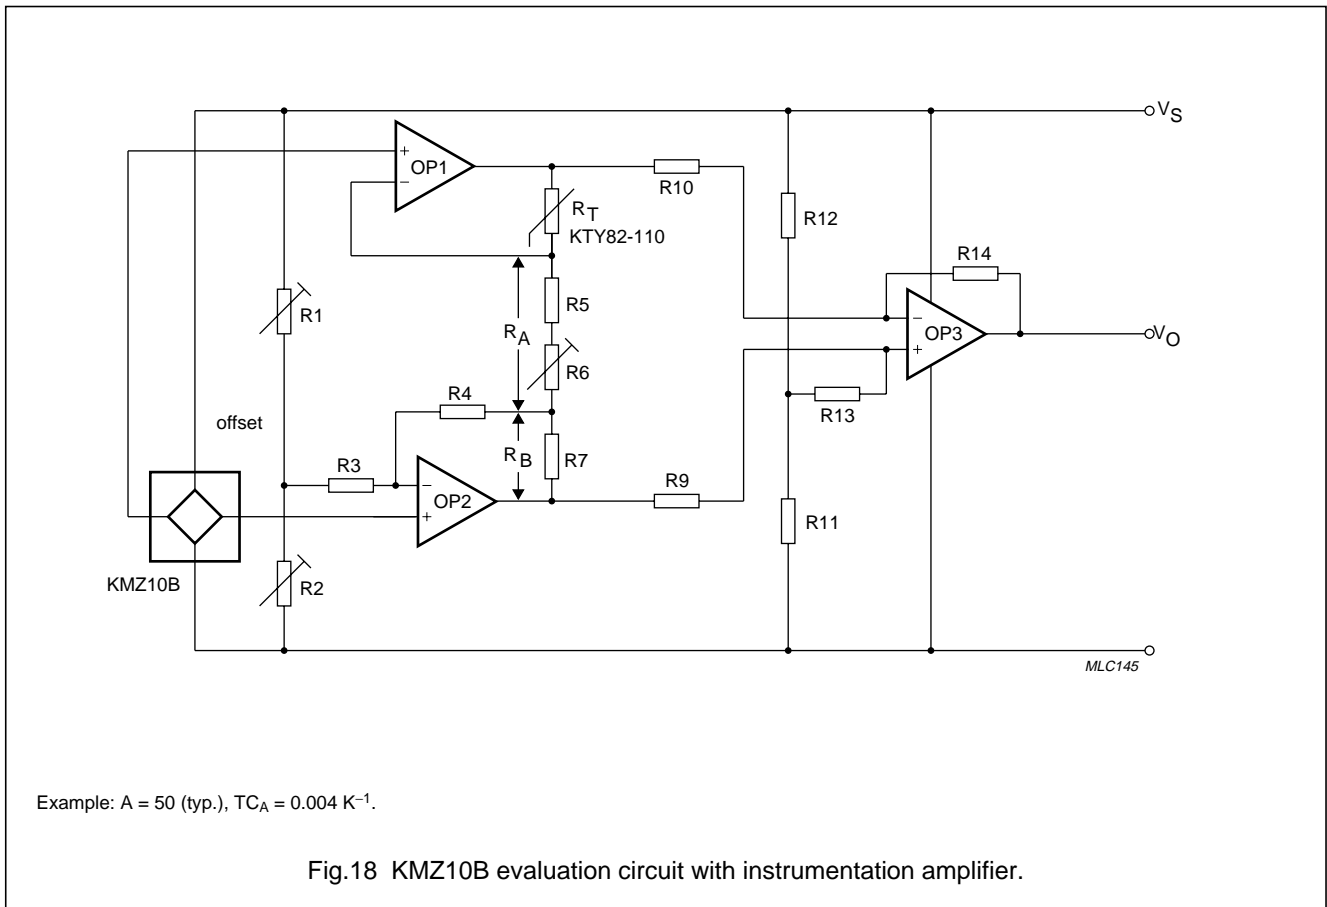 V_S
+
OP1
−
R10
R_T
KTY82-110
R12
R14
R5
−
OP3
+
V_O
R1
R_A
R6
R4
R13
offset
R_B
R7
R3
−
OP2
+
R9
R11
KMZ10B
R2
MLC145
Example: A = 50 (typ.), TC_A = 0.004 K⁻¹.
Fig.18 KMZ10B evaluation circuit with instrumentation amplifier.